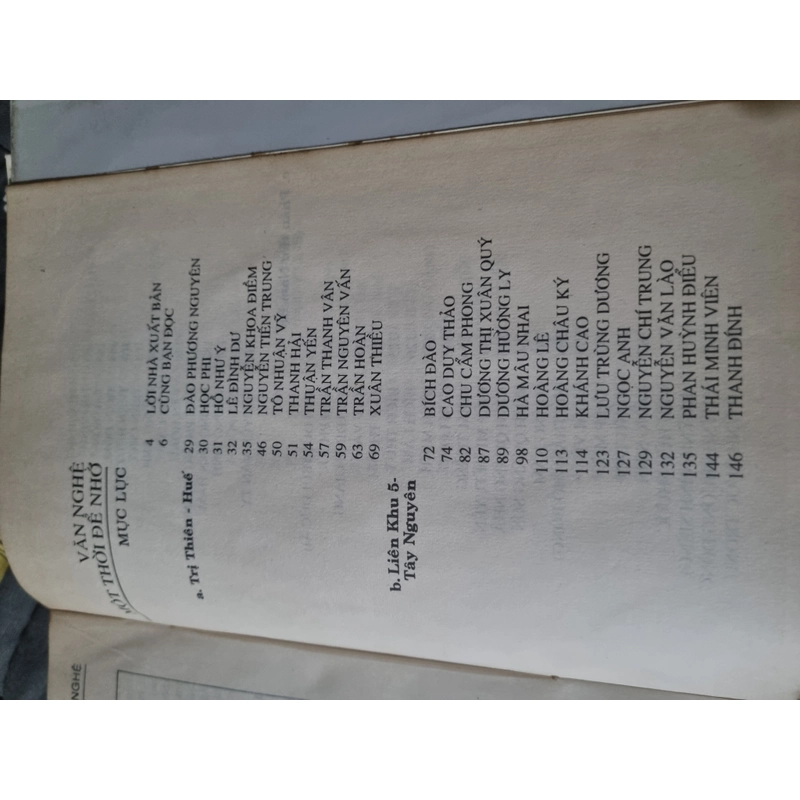 VĂN NGHỆ
MỘT THỜI ĐỂ NHỚ
MỤC LỤC
4 LỜI NHÀ XUẤT BẢN
6 CÙNG BẠN ĐỌC
a. Trị Thiên - Huế
29 ĐÀO PHƯƠNG NGUYÊN
30 HỌC PHI
31 HỒ NHƯ Ý
32 LÊ ĐÌNH DƯ
35 NGUYỄN KHOA ĐIỀM
46 NGUYỄN TIẾN TRUNG
50 TÔ NHUẬN VỸ
51 THANH HẢI
54 THUẬN YẾN
57 TRẦN THANH VÂN
59 TRẦN NGUYÊN VẤN
63 TRẦN HOÀN
69 XUÂN THIỀU
b. Liên Khu 5-
Tây Nguyên
72 BÍCH ĐÀO
74 CAO DUY THẢO
82 CHU CẨM PHONG
87 DƯƠNG THỊ XUÂN QUÝ
89 DƯƠNG HƯƠNG LY
98 HÀ MẬU NHAI
110 HOÀNG LÊ
113 HOÀNG CHÂU KÝ
114 KHÁNH CAO
123 LƯU TRÙNG DƯƠNG
127 NGỌC ANH
129 NGUYỄN CHÍ TRUNG
132 NGUYỄN VĂN LÀO
135 PHAN HUỲNH ĐIỂU
144 THÁI MINH VIÊN
146 THANH ĐÍNH
NGHỆ